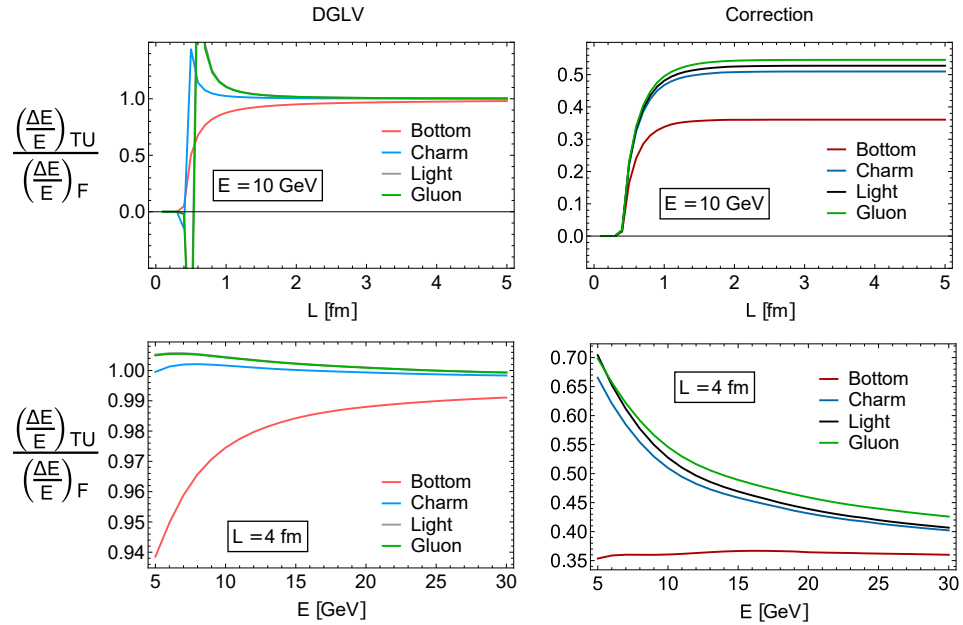 DGLV
Correction
(ΔE/E)TU
(ΔE/E)F
1.0
0.5
0.0
Bottom
Charm
Light
Gluon
E = 10 GeV
0 1 2 3 4 5
L [fm]
0.5
0.4
0.3
0.2
0.1
0.0
Bottom
Charm
Light
Gluon
E = 10 GeV
0 1 2 3 4 5
L [fm]
(ΔE/E)TU
(ΔE/E)F
1.00
0.99
0.98
0.97
0.96
0.95
0.94
Bottom
Charm
Light
Gluon
L = 4 fm
5 10 15 20 25 30
E [GeV]
0.70
0.65
0.60
0.55
0.50
0.45
0.40
0.35
L = 4 fm
Bottom
Charm
Light
Gluon
5 10 15 20 25 30
E [GeV]